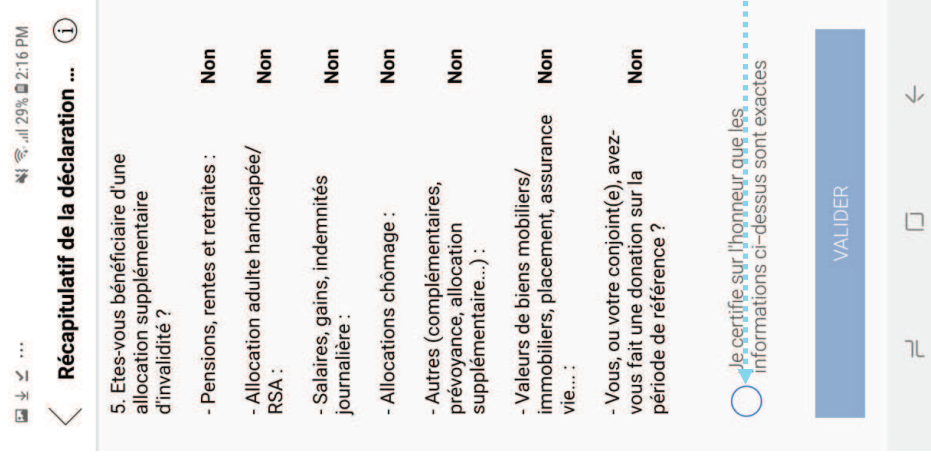 ... 29% 2:16 PM
Récapitulatif de la déclaration ...
5. Etes-vous bénéficiaire d'une
allocation supplémentaire
d'invalidité ?
- Pensions, rentes et retraites : Non
- Allocation adulte handicapée/ Non
RSA :
- Salaires, gains, indemnités Non
journalière :
- Allocations chômage : Non
- Autres (complémentaires, Non
prévoyance, allocation
supplémentaire...) :
- Valeurs de biens mobiliers/ Non
immobiliers, placement, assurance
vie... :
- Vous, ou votre conjoint(e), avez- Non
vous fait une donation sur la
période de référence ?
Je certifie sur l'honneur que les
informations ci-dessus sont exactes
VALIDER